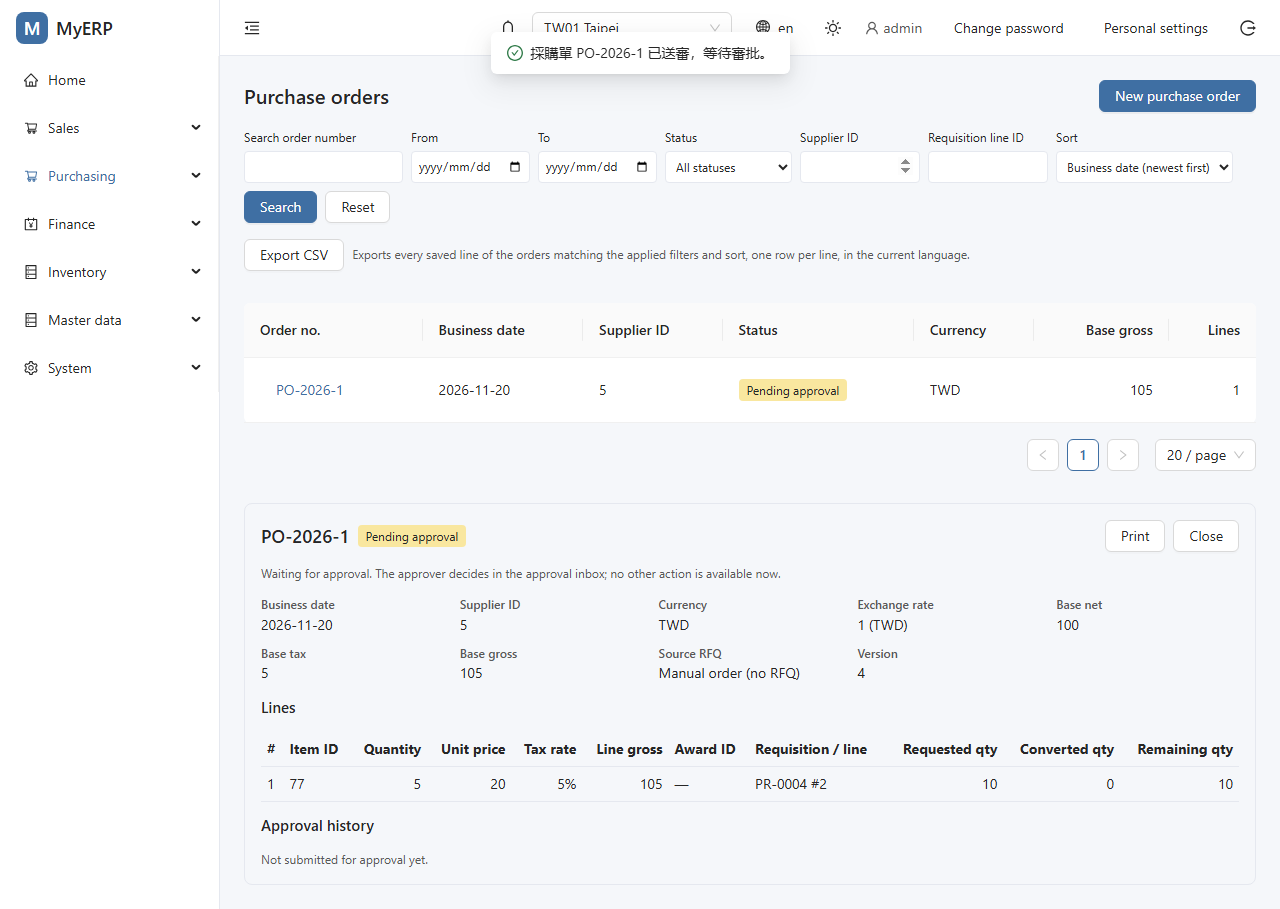 M MyERP
TW01 Taipei
en
admin
Change password
Personal settings
採購單 PO-2026-1 已送審，等待審批。
Home
Sales
Purchasing
Finance
Inventory
Master data
System
Purchase orders
New purchase order
Search order number From To Status Supplier ID Requisition line ID Sort
yyyy/mm/dd yyyy/mm/dd All statuses Business date (newest first)
Search Reset
Export CSV Exports every saved line of the orders matching the applied filters and sort, one row per line, in the current language.
Order no. Business date Supplier ID Status Currency Base gross Lines
PO-2026-1 2026-11-20 5 Pending approval TWD 105 1
1 20 / page
PO-2026-1 Pending approval Print Close
Waiting for approval. The approver decides in the approval inbox; no other action is available now.
Business date Supplier ID Currency Exchange rate Base net
2026-11-20 5 TWD 1 (TWD) 100
Base tax Base gross Source RFQ Version
5 105 Manual order (no RFQ) 4
Lines
# Item ID Quantity Unit price Tax rate Line gross Award ID Requisition / line Requested qty Converted qty Remaining qty
1 77 5 20 5% 105 — PR-0004 #2 10 0 10
Approval history
Not submitted for approval yet.